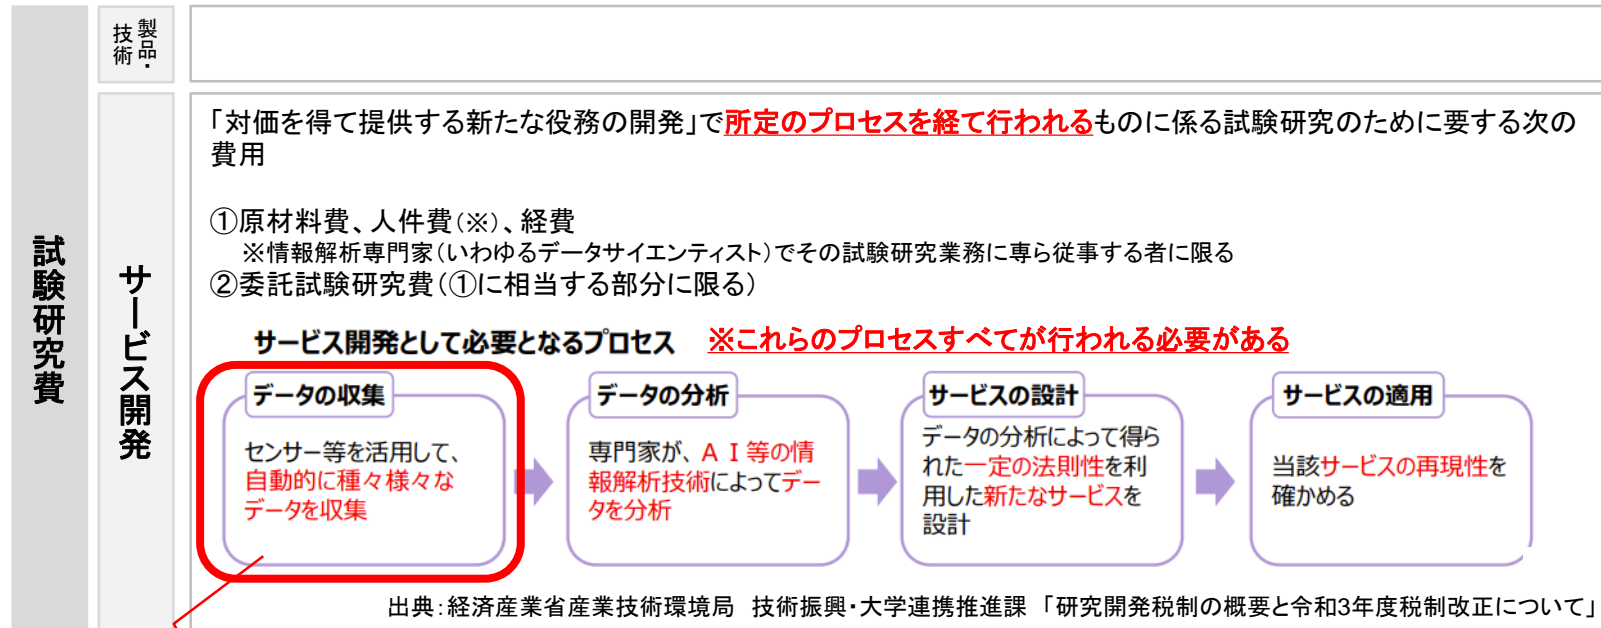 試験研究費
製品・
技術
サービス開発
「対価を得て提供する新たな役務の開発」で所定のプロセスを経て行われるものに係る試験研究のために要する次の
費用
①原材料費、人件費(※)、経費
※情報解析専門家(いわゆるデータサイエンティスト)でその試験研究業務に専ら従事する者に限る
②委託試験研究費(①に相当する部分に限る)
サービス開発として必要となるプロセス ※これらのプロセスすべてが行われる必要がある
データの収集
センサー等を活用して、
自動的に種々様々な
データを収集
データの分析
専門家が、ＡＩ等の情
報解析技術によってデー
タを分析
サービスの設計
データの分析によって得ら
れた一定の法則性を利
用した新たなサービスを
設計
サービスの適用
当該サービスの再現性を
確かめる
出典:経済産業省産業技術環境局 技術振興・大学連携推進課 「研究開発税制の概要と令和3年度税制改正について」